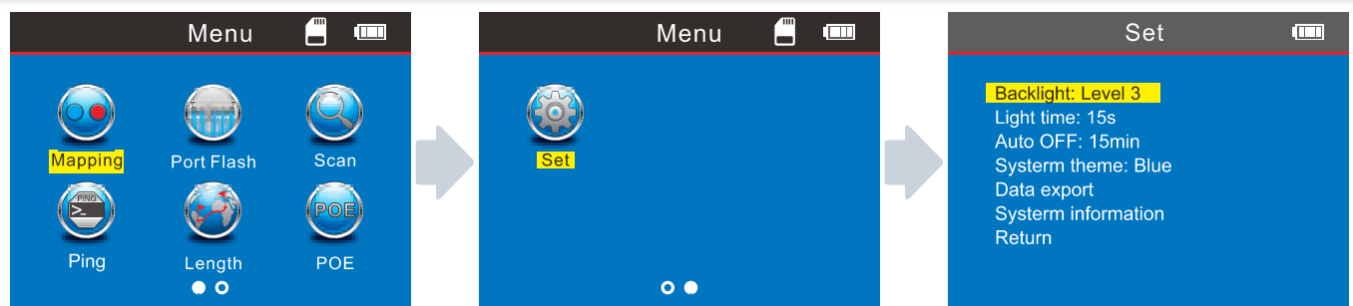 Menu
Mapping
Port Flash
Scan
PING
>_
POE
Ping
Length
POE
Menu
Set
Set
Backlight: Level 3
Light time: 15s
Auto OFF: 15min
Systerm theme: Blue
Data export
Systerm information
Return